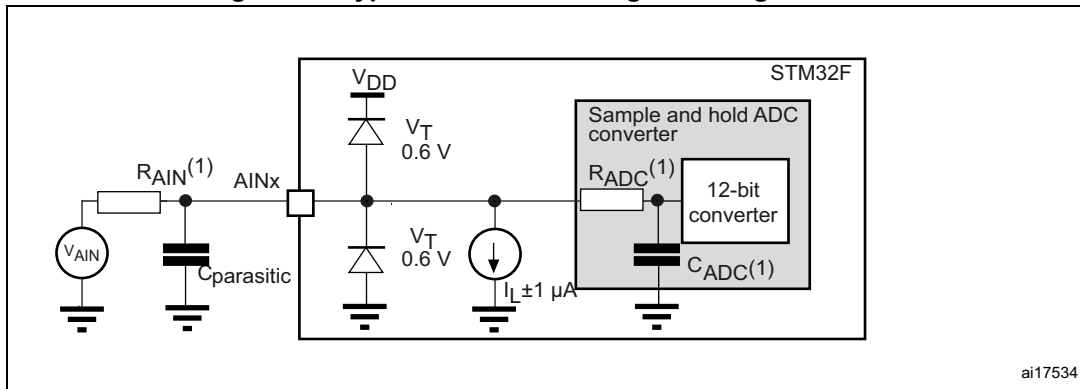 STM32F
VDD
Sample and hold ADC
converter
VT
0.6 V
RAIN(1)
AINx
RADC(1)
12-bit
converter
VAIN
Cparasitic
VT
0.6 V
IL±1 µA
CADC(1)
ai17534